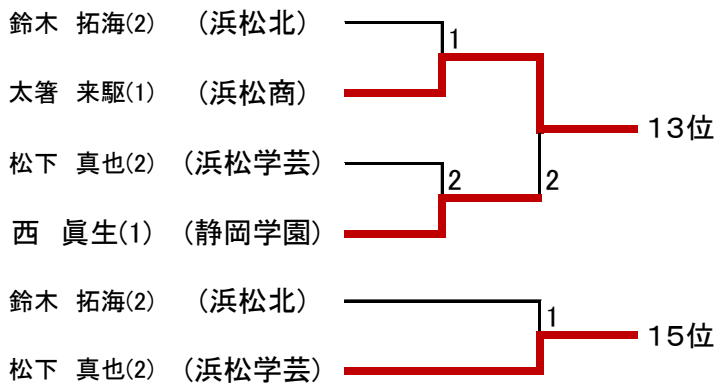 鈴木　拓海(2)　(浜松北)
1
太箸　来駆(1)　(浜松商)
13位
松下　真也(2)　(浜松学芸)
2
2
西　眞生(1)　(静岡学園)
鈴木　拓海(2)　(浜松北)
1
15位
松下　真也(2)　(浜松学芸)